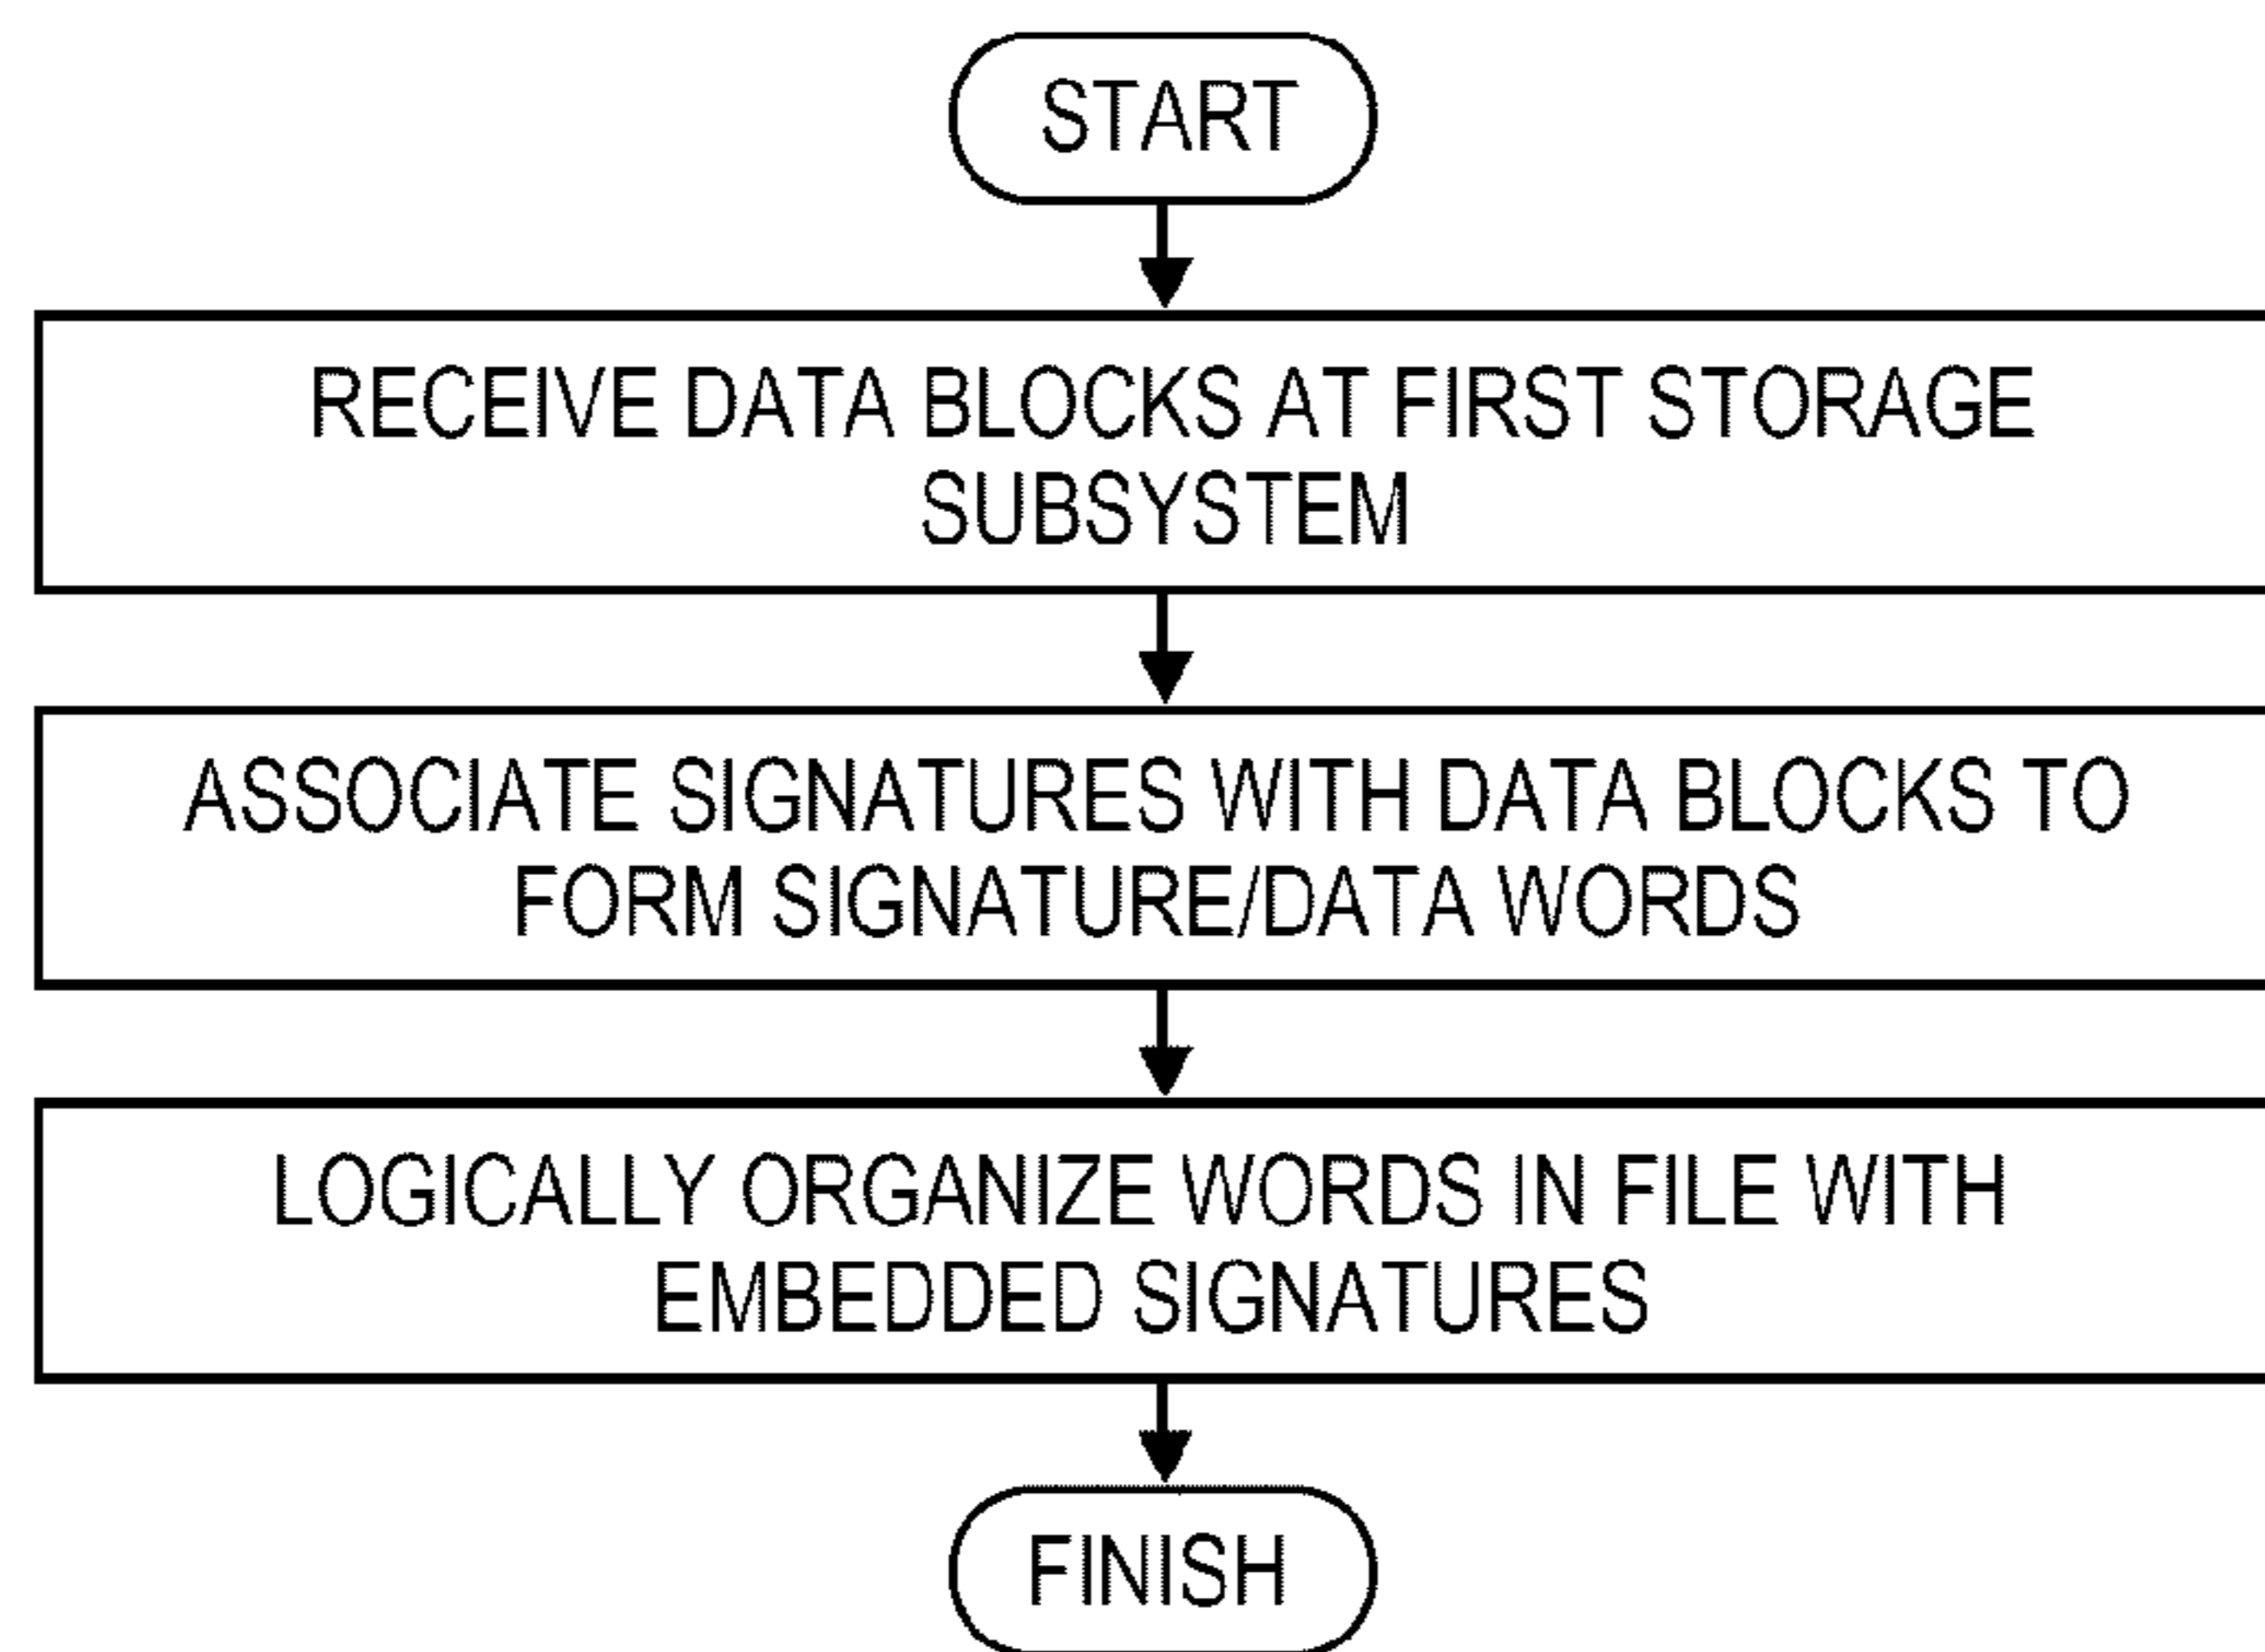 START
RECEIVE DATA BLOCKS AT FIRST STORAGE
SUBSYSTEM
ASSOCIATE SIGNATURES WITH DATA BLOCKS TO
FORM SIGNATURE/DATA WORDS
LOGICALLY ORGANIZE WORDS IN FILE WITH
EMBEDDED SIGNATURES
FINISH